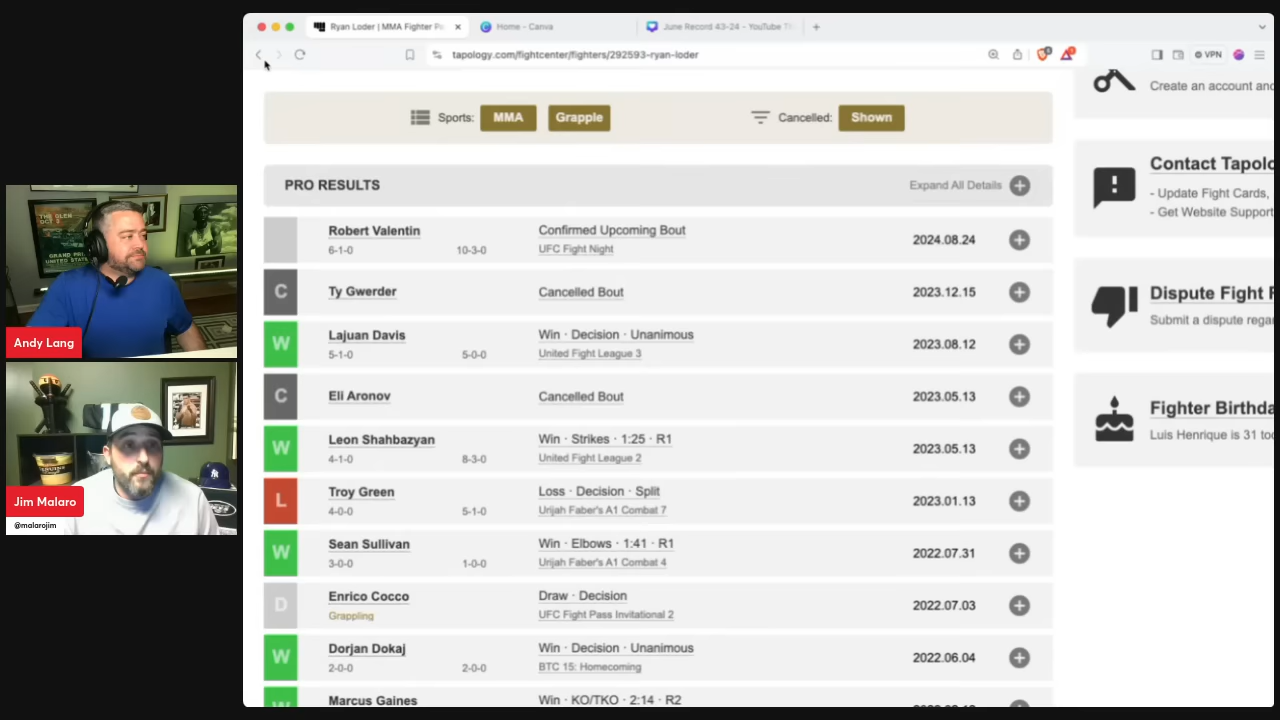 Ryan Loder | MMA Fighter Pa
Home - Canva
June Record 43-24 - YouTube Th
tapology.com/fightcenter/fighters/292593-ryan-loder
VPN
Sports: MMA Grapple Cancelled: Shown
PRO RESULTS Expand All Details
Robert Valentin Confirmed Upcoming Bout 2024.08.24
6-1-0 10-3-0 UFC Fight Night
C Ty Gwerder Cancelled Bout 2023.12.15
W Lajuan Davis Win · Decision · Unanimous 2023.08.12
5-1-0 5-0-0 United Fight League 3
C Eli Aronov Cancelled Bout 2023.05.13
W Leon Shahbazyan Win · Strikes · 1:25 · R1 2023.05.13
4-1-0 8-3-0 United Fight League 2
L Troy Green Loss · Decision · Split 2023.01.13
4-0-0 5-1-0 Urijah Faber's A1 Combat 7
W Sean Sullivan Win · Elbows · 1:41 · R1 2022.07.31
3-0-0 1-0-0 Urijah Faber's A1 Combat 4
D Enrico Cocco Draw · Decision 2022.07.03
Grappling UFC Fight Pass Invitational 2
W Dorjan Dokaj Win · Decision · Unanimous 2022.06.04
2-0-0 2-0-0 BTC 15: Homecoming
Marcus Gaines Win · KO/TKO · 2:14 · R2
Create an account and
Contact Tapolo
- Update Fight Cards,
- Get Website Support
Dispute Fight R
Submit a dispute regar
Fighter Birthda
Luis Henrique is 31 tod
THE GLEN
GRAND PRIX
UNITED STATES
Andy Lang
Jim Malaro
@malarojim